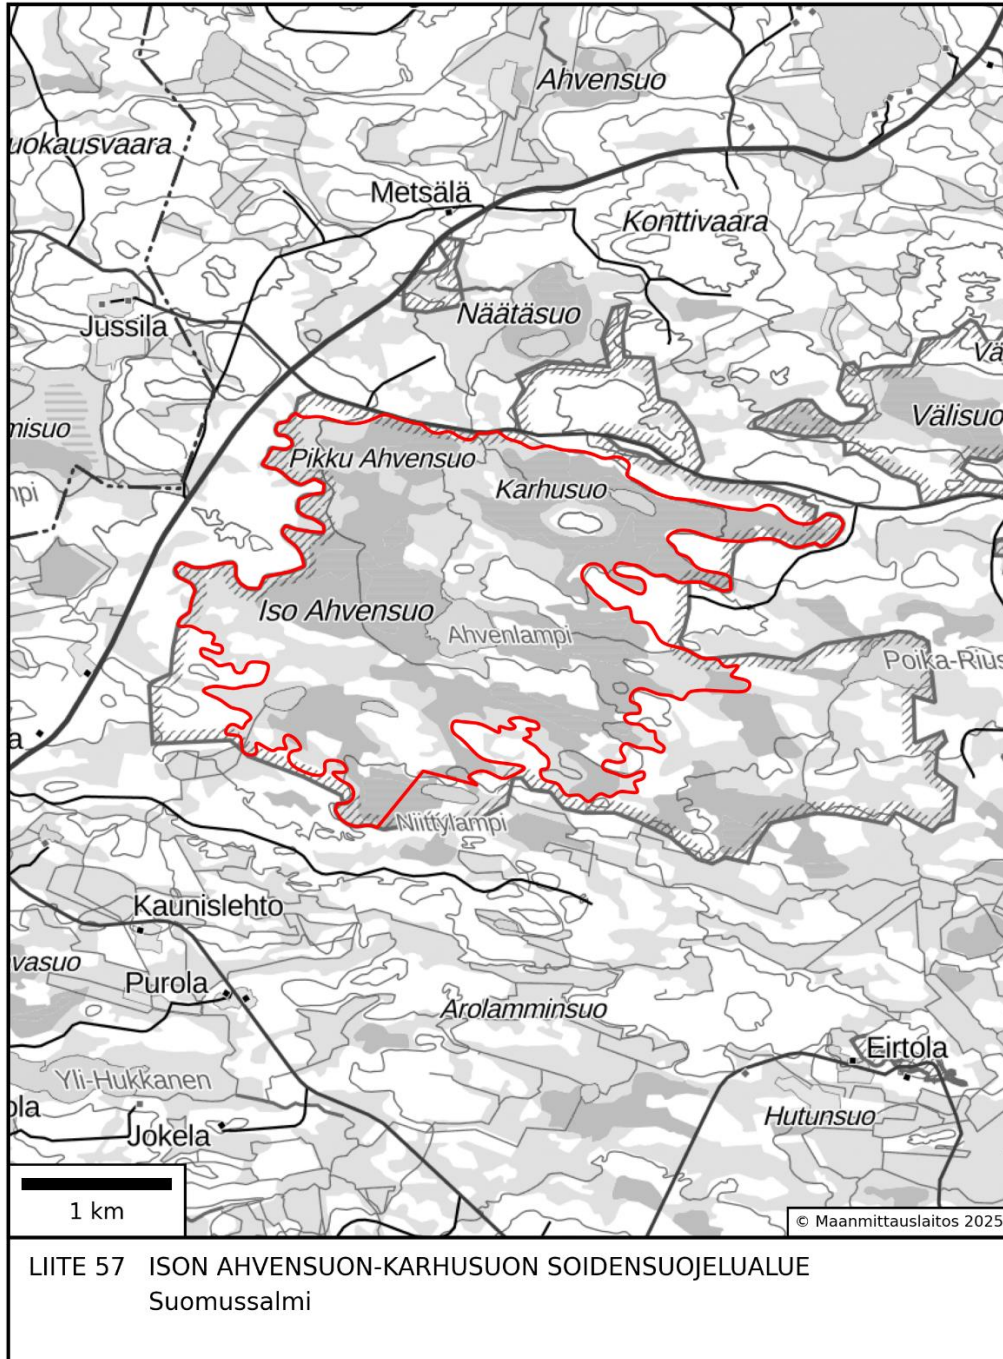 Ahvensuo
uokausvaara
Metsälä
Konttivaara
Jussila
Näätäsuo
Vä
Välisuo
misuo
mpi
Pikku Ahvensuo
Karhusuo
Iso Ahvensuo
Ahvenlampi
Poika-Rius
a
Niittylampi
Kaunislehto
vasuo
Purola
Arolamminsuo
Eirtola
Yli-Hukkanen
ola
Jokela
Hutunsuo
1 km
© Maanmittauslaitos 2025
LIITE 57 ISON AHVENSUON-KARHUSUON SOIDENSUOJELUALUE
Suomussalmi